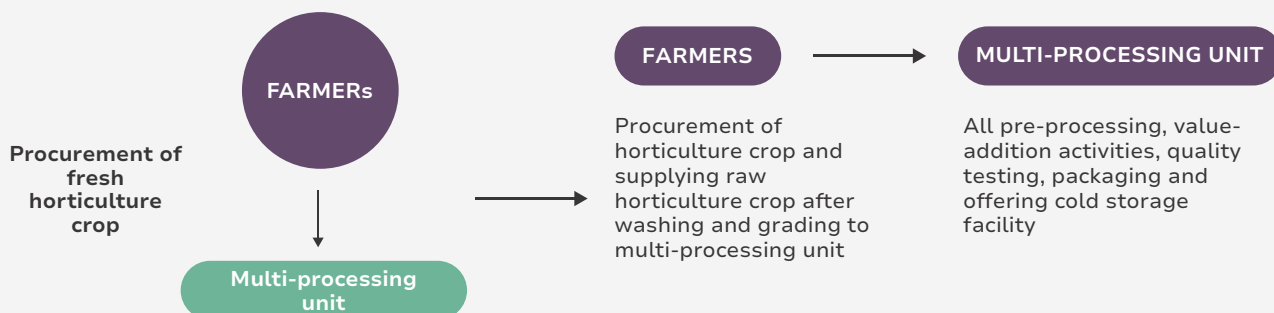 FARMERs
Procurement of
fresh
horticulture
crop
Multi-processing
unit
FARMERS
Procurement of
horticulture crop and
supplying raw
horticulture crop after
washing and grading to
multi-processing unit
MULTI-PROCESSING UNIT
All pre-processing, value-
addition activities, quality
testing, packaging and
offering cold storage
facility